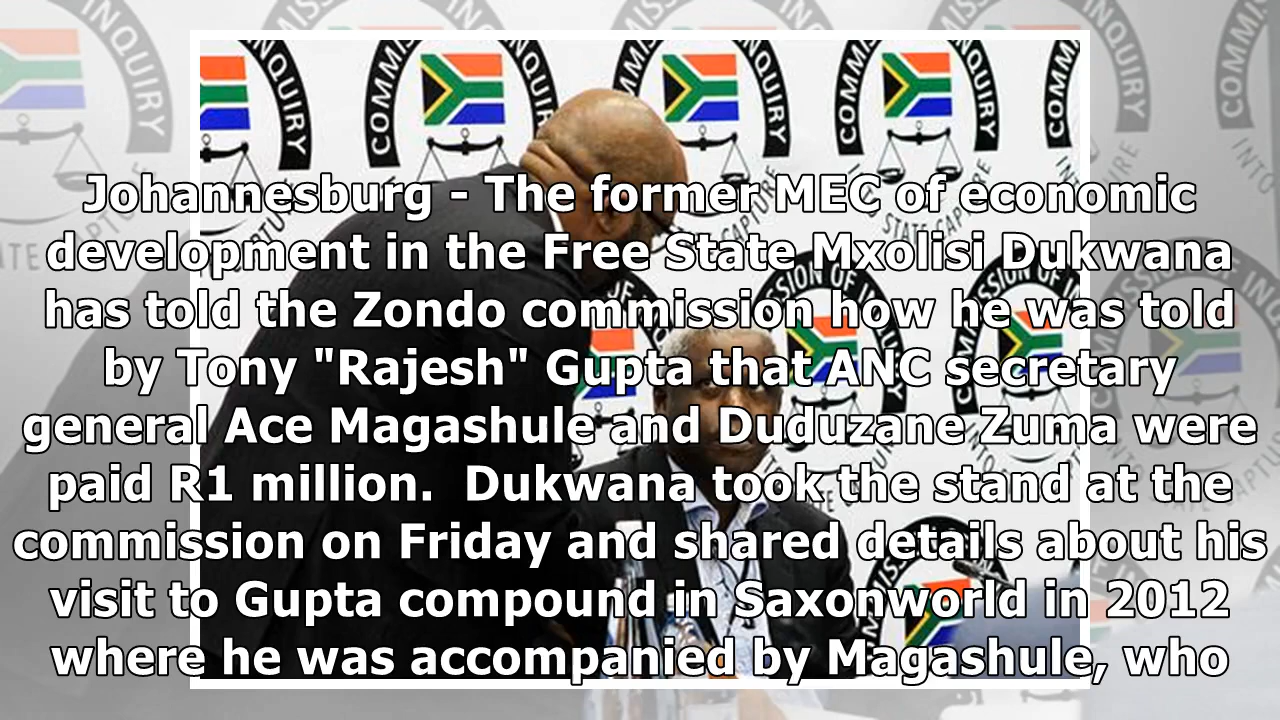 Johannesburg - The former MEC of economic
development in the Free State Mxolisi Dukwana
has told the Zondo commission how he was told
by Tony "Rajesh" Gupta that ANC secretary
general Ace Magashule and Duduzane Zuma were
paid R1 million.  Dukwana took the stand at the
commission on Friday and shared details about his
visit to Gupta compound in Saxonworld in 2012
where he was accompanied by Magashule, who